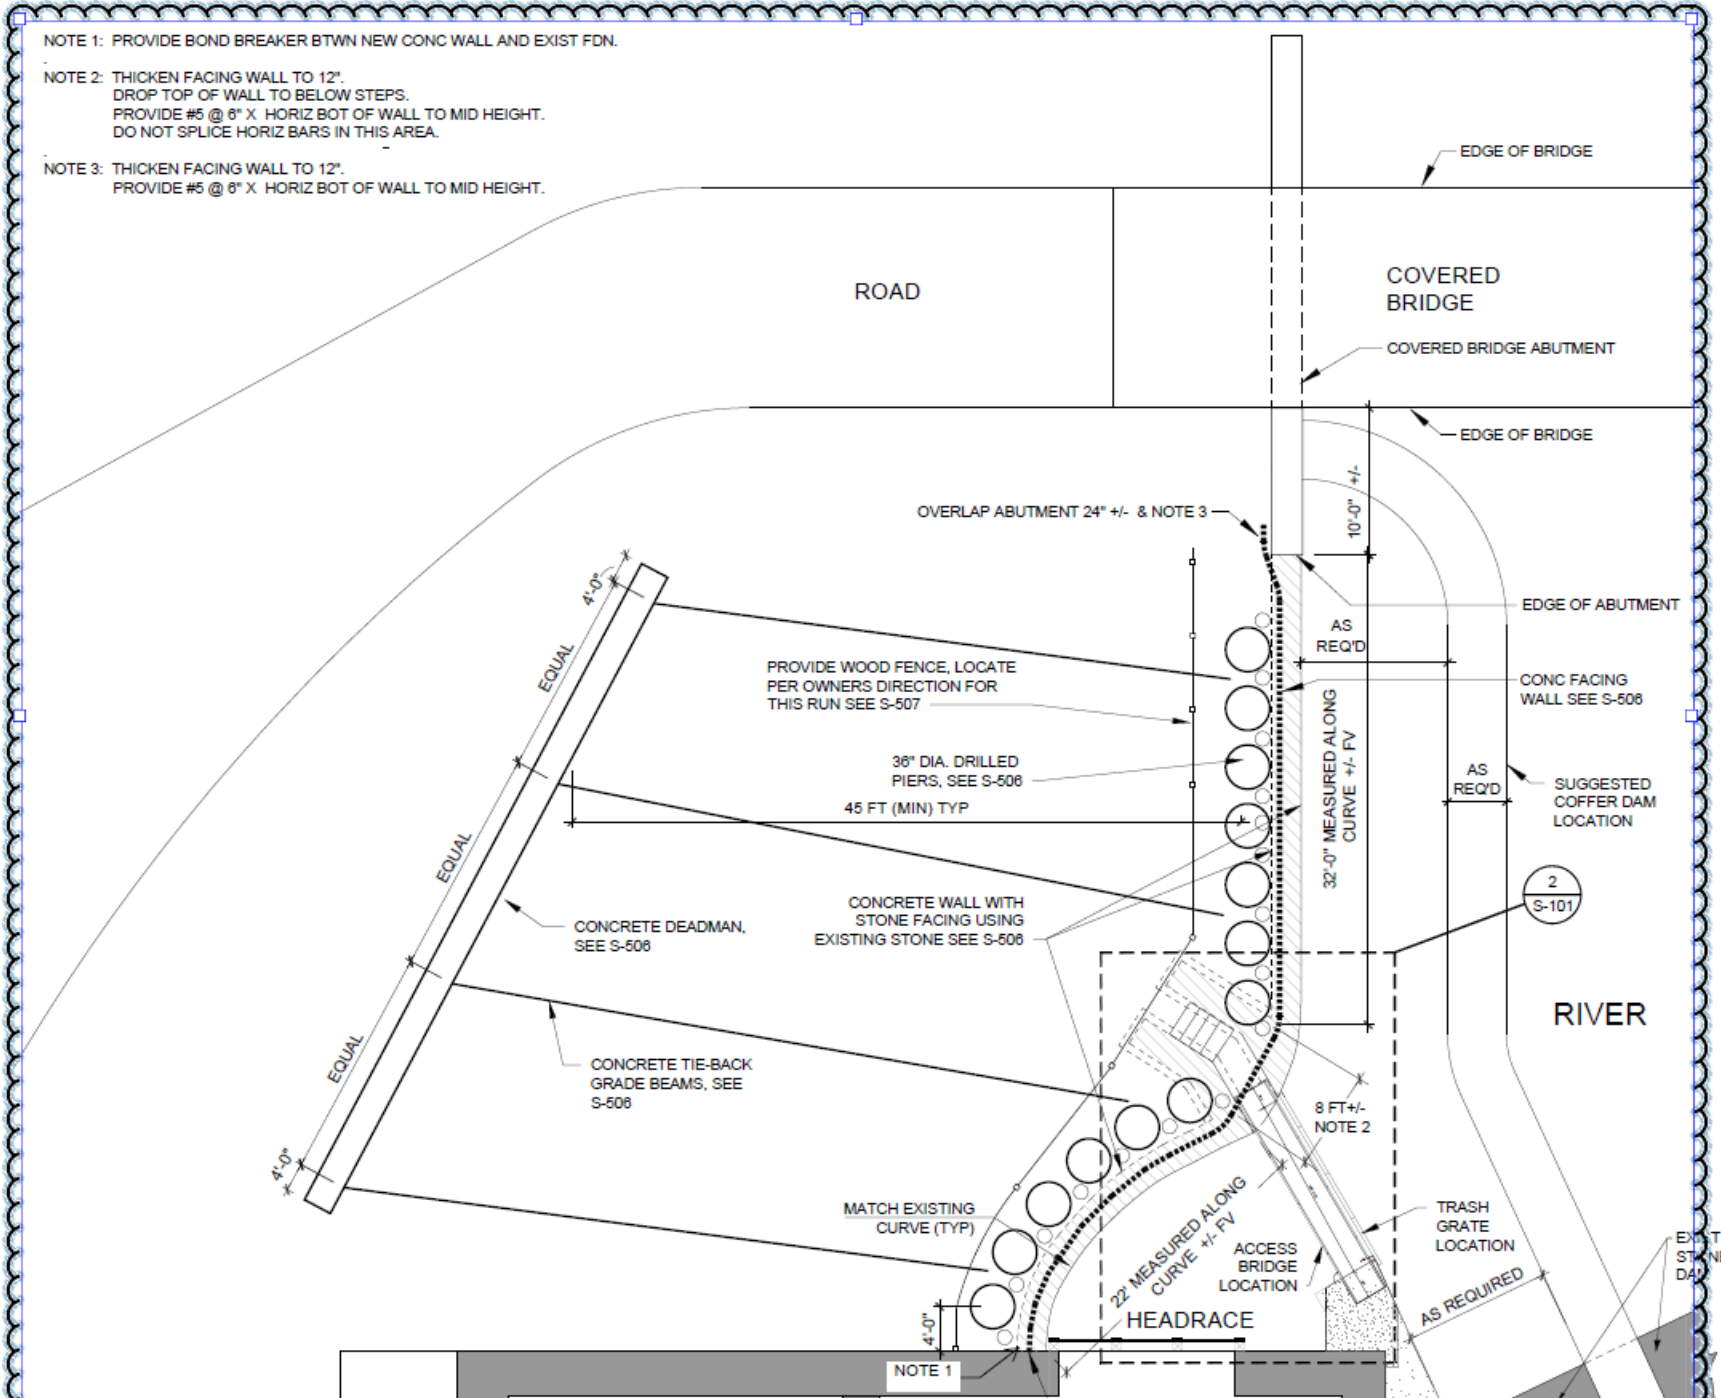 NOTE 1: PROVIDE BOND BREAKER BTWN NEW CONC WALL AND EXIST FDN.
NOTE 2: THICKEN FACING WALL TO 12".
DROP TOP OF WALL TO BELOW STEPS.
PROVIDE #5 @ 6" X HORIZ BOT OF WALL TO MID HEIGHT.
DO NOT SPLICE HORIZ BARS IN THIS AREA.
NOTE 3: THICKEN FACING WALL TO 12".
PROVIDE #5 @ 6" X HORIZ BOT OF WALL TO MID HEIGHT.
EDGE OF BRIDGE
ROAD
COVERED
BRIDGE
COVERED BRIDGE ABUTMENT
EDGE OF BRIDGE
10'-0" +/-
OVERLAP ABUTMENT 24" +/- & NOTE 3
4'-0"
EDGE OF ABUTMENT
AS
REQ'D
EQUAL
PROVIDE WOOD FENCE, LOCATE
PER OWNERS DIRECTION FOR
THIS RUN SEE S-507
CONC FACING
WALL SEE S-506
32'-0" MEASURED ALONG
CURVE +/- FV
36" DIA. DRILLED
PIERS, SEE S-506
AS
REQ'D
SUGGESTED
COFFER DAM
LOCATION
45 FT (MIN) TYP
EQUAL
2
S-101
CONCRETE WALL WITH
STONE FACING USING
EXISTING STONE SEE S-506
CONCRETE DEADMAN,
SEE S-506
RIVER
EQUAL
CONCRETE TIE-BACK
GRADE BEAMS, SEE
S-506
8 FT+/-
NOTE 2
4'-0"
MATCH EXISTING
CURVE (TYP)
22' MEASURED ALONG
CURVE +/- FV
TRASH
GRATE
LOCATION
ACCESS
BRIDGE
LOCATION
AS REQUIRED
HEADRACE
4'-0"
NOTE 1